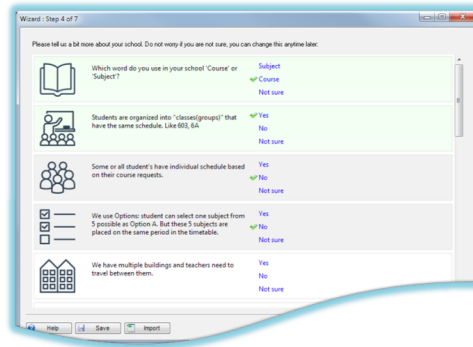 Wizard : Step 4 of 7
Please tell us a bit more about your school. Do not worry if you are not sure, you can change this anytime later:
Which word do you use in your school 'Course' or
'Subject'?
Subject
Course
Not sure
Students are organized into "classes(groups)" that
have the same schedule. Like 603, 6A
Yes
No
Not sure
Some or all student's have individual schedule based
on their course requests.
Yes
No
Not sure
We use Options: student can select one subject from
5 possible as Option A. But these 5 subjects are
placed on the same period in the timetable.
Yes
No
Not sure
We have multiple buildings and teachers need to
travel between them.
Yes
No
Not sure
Help
Save
Import